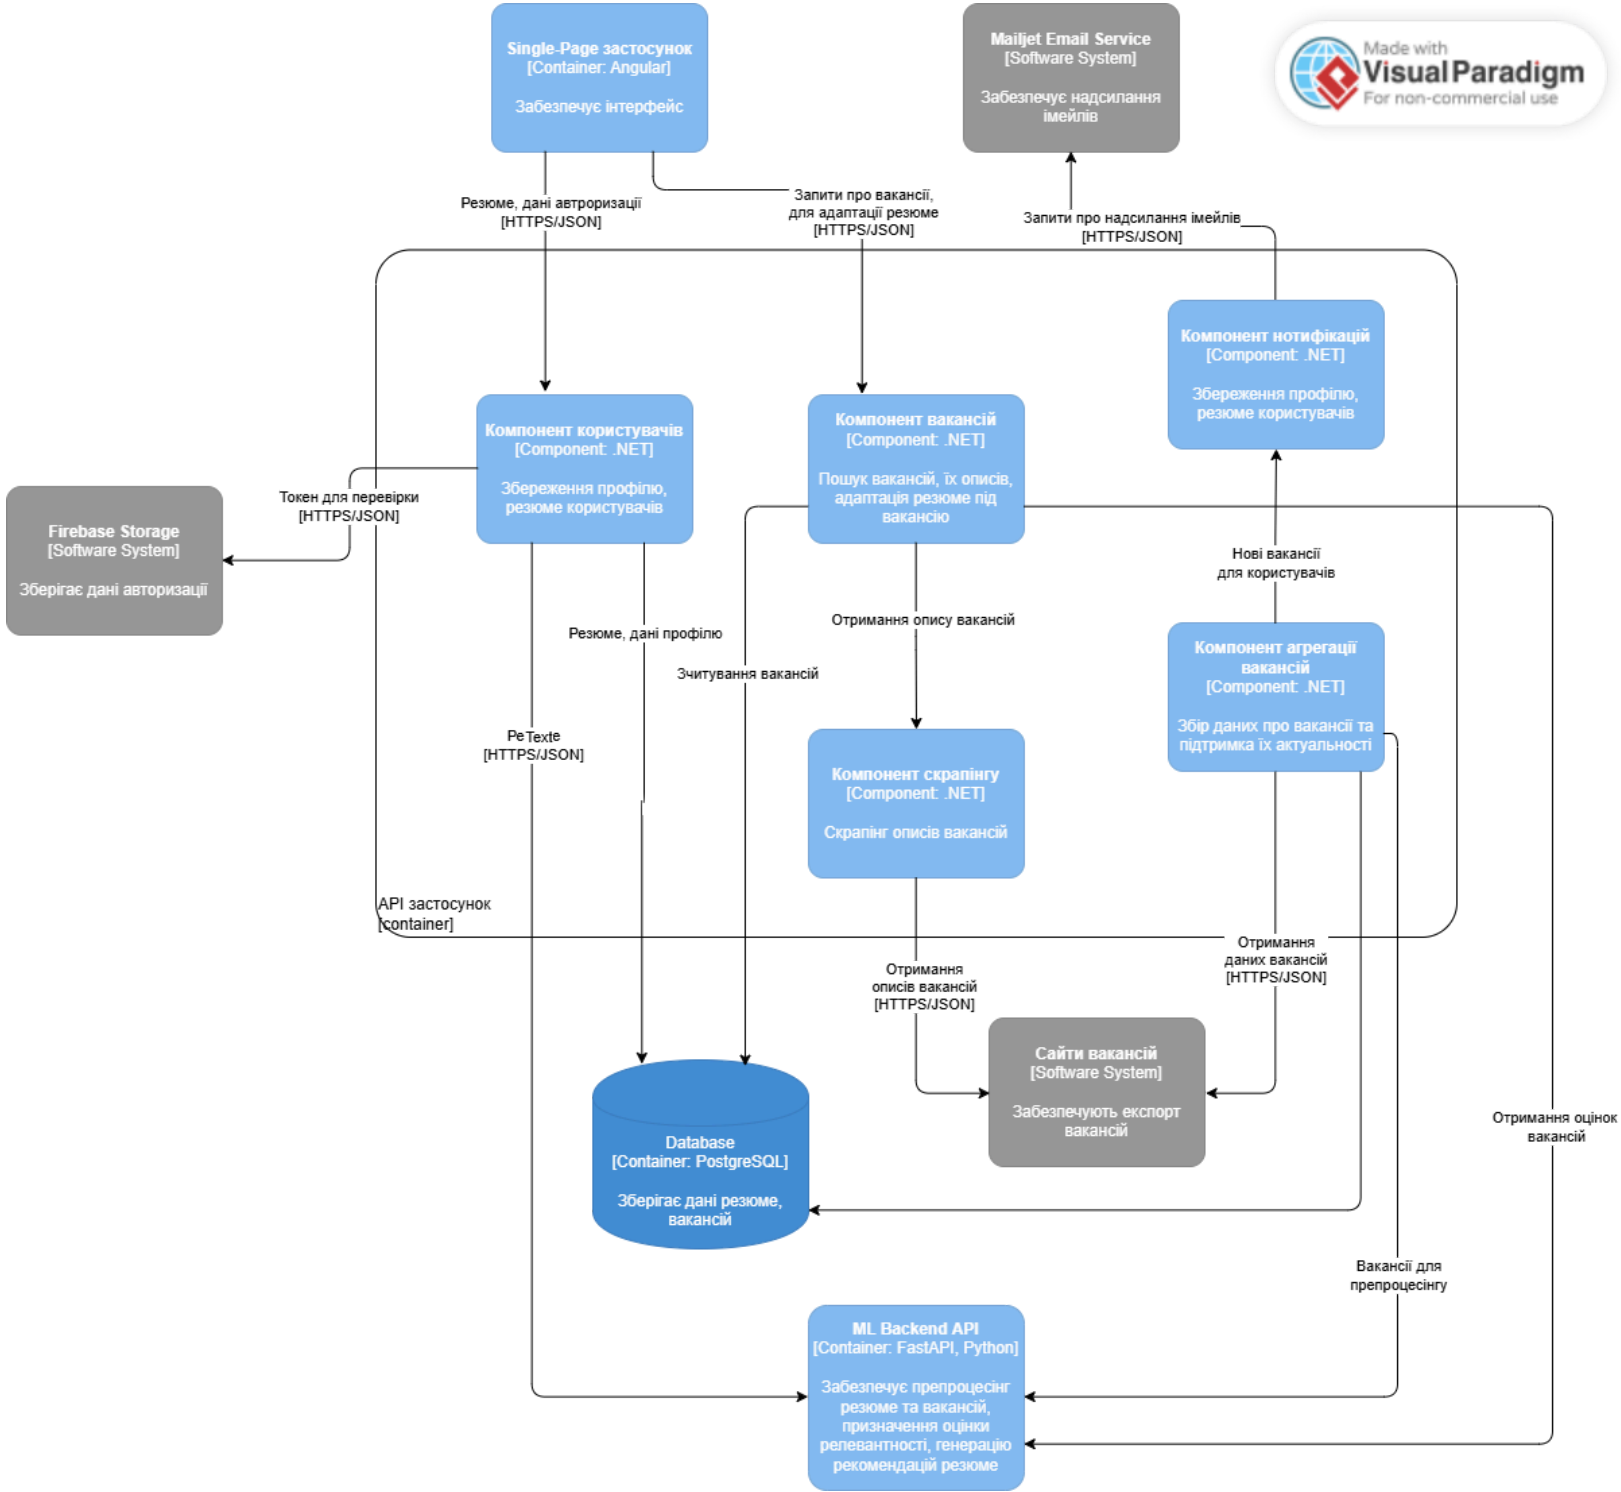 Single-Page застосунок
[Container: Angular]
Забезпечує інтерфейс
Mailjet Email Service
[Software System]
Забезпечує надсилання
імейлів
Made with
Visual Paradigm
For non-commercial use
Резюме, дані автроризації
[HTTPS/JSON]
Запити про вакансії,
для адаптації резюме
[HTTPS/JSON]
Запити про надсилання імейлів
[HTTPS/JSON]
Компонент нотифікацій
[Component: .NET]
Збереження профілю,
резюме користувачів
Компонент користувачів
[Component: .NET]
Збереження профілю,
резюме користувачів
Компонент вакансій
[Component: .NET]
Пошук вакансій, їх описів,
адаптація резюме під
вакансію
Токен для перевірки
[HTTPS/JSON]
Firebase Storage
[Software System]
Зберігає дані авторизації
Нові вакансії
для користувачів
Резюме, дані профілю
Отримання опису вакансій
Зчитування вакансій
Компонент агрегації
вакансій
[Component: .NET]
Збір даних про вакансії та
підтримка їх актуальності
Text
[HTTPS/JSON]
Компонент скрапінгу
[Component: .NET]
Скрапінг описів вакансій
API застосунок
[container]
Отримання
описів вакансій
[HTTPS/JSON]
Отримання
даних вакансій
[HTTPS/JSON]
Сайти вакансій
[Software System]
Забезпечують експорт
вакансій
Отримання оцінок
вакансій
Database
[Container: PostgreSQL]
Зберігає дані резюме,
вакансій
Вакансії для
препроцесінгу
ML Backend API
[Container: FastAPI, Python]
Забезпечує препроцесінг
резюме та вакансій,
призначення оцінки
релевантності, генерацію
рекомендацій резюме